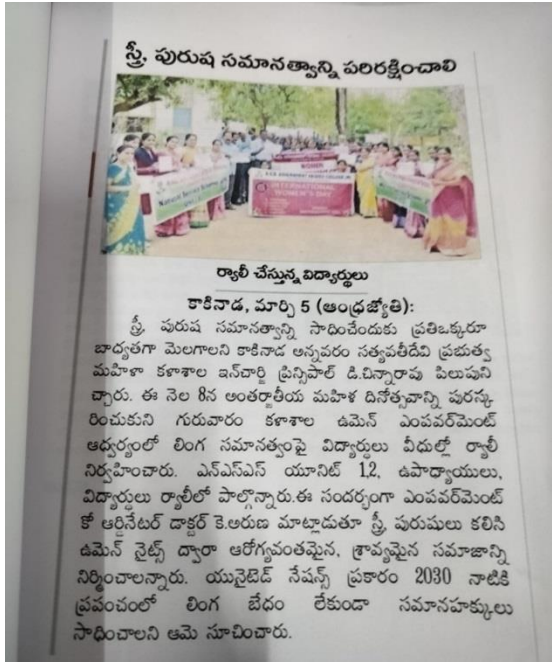 స్త్రీ, పురుష సమానత్వాన్ని పరిరక్షించాలి
WOMEN
INTERNATIONAL
WOMEN'S DAY
ర్యాలీ చేస్తున్న విద్యార్థులు
కాకినాడ, మార్చి 5 (ఆంధ్రజ్యోతి):
స్త్రీ, పురుష సమానత్వాన్ని సాధించేందుకు ప్రతిఒక్కరూ
బాధ్యతగా మెలగాలని కాకినాడ అన్నవరం సత్యవతీదేవి ప్రభుత్వ
మహిళా కళాశాల ఇన్‌చార్జి ప్రిన్సిపాల్ డి.చిన్నారావు పిలుపుని
చ్చారు. ఈ నెల 8న అంతర్జాతీయ మహిళ దినోత్సవాన్ని పురస్క
రించుకుని గురువారం కళాశాల ఉమెన్ ఎంపవర్‌మెంట్
ఆధ్వర్యంలో లింగ సమానత్వంపై విద్యార్థులు వీధుల్లో ర్యాలీ
నిర్వహించారు. ఎన్ఎస్ఎస్ యూనిట్ 1,2, ఉపాధ్యాయులు,
విద్యార్థులు ర్యాలీలో పాల్గొన్నారు.ఈ సందర్భంగా ఎంపవర్‌మెంట్
కో ఆర్డినేటర్ డాక్టర్ కె.అరుణ మాట్లాడుతూ స్త్రీ, పురుషులు కలిసి
ఉమెన్ రైట్స్ ద్వారా ఆరోగ్యవంతమైన, శ్రావ్యమైన సమాజాన్ని
నిర్మించాలన్నారు. యునైటెడ్ నేషన్స్ ప్రకారం 2030 నాటికి
ప్రపంచంలో లింగ బేధం లేకుండా సమానహక్కులు
సాధించాలని ఆమె సూచించారు.